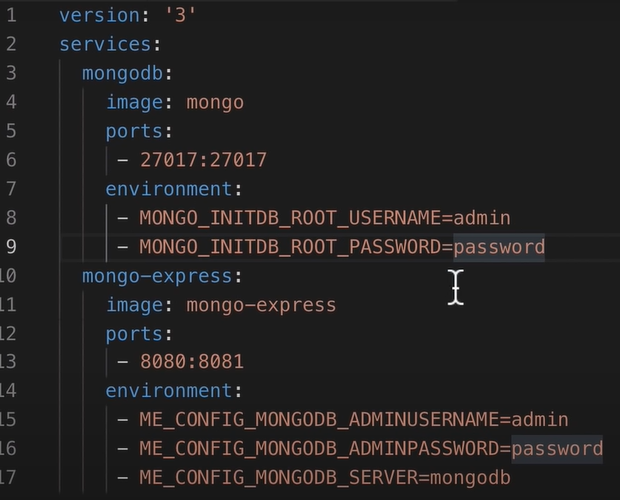 1 version: '3'
2 services:
3 mongodb:
4 image: mongo
5 ports:
6 - 27017:27017
7 environment:
8 - MONGO_INITDB_ROOT_USERNAME=admin
9 - MONGO_INITDB_ROOT_PASSWORD=password
10 mongo-express:
11 image: mongo-express
12 ports:
13 - 8080:8081
14 environment:
15 - ME_CONFIG_MONGODB_ADMINUSERNAME=admin
16 - ME_CONFIG_MONGODB_ADMINPASSWORD=password
17 - ME_CONFIG_MONGODB_SERVER=mongodb